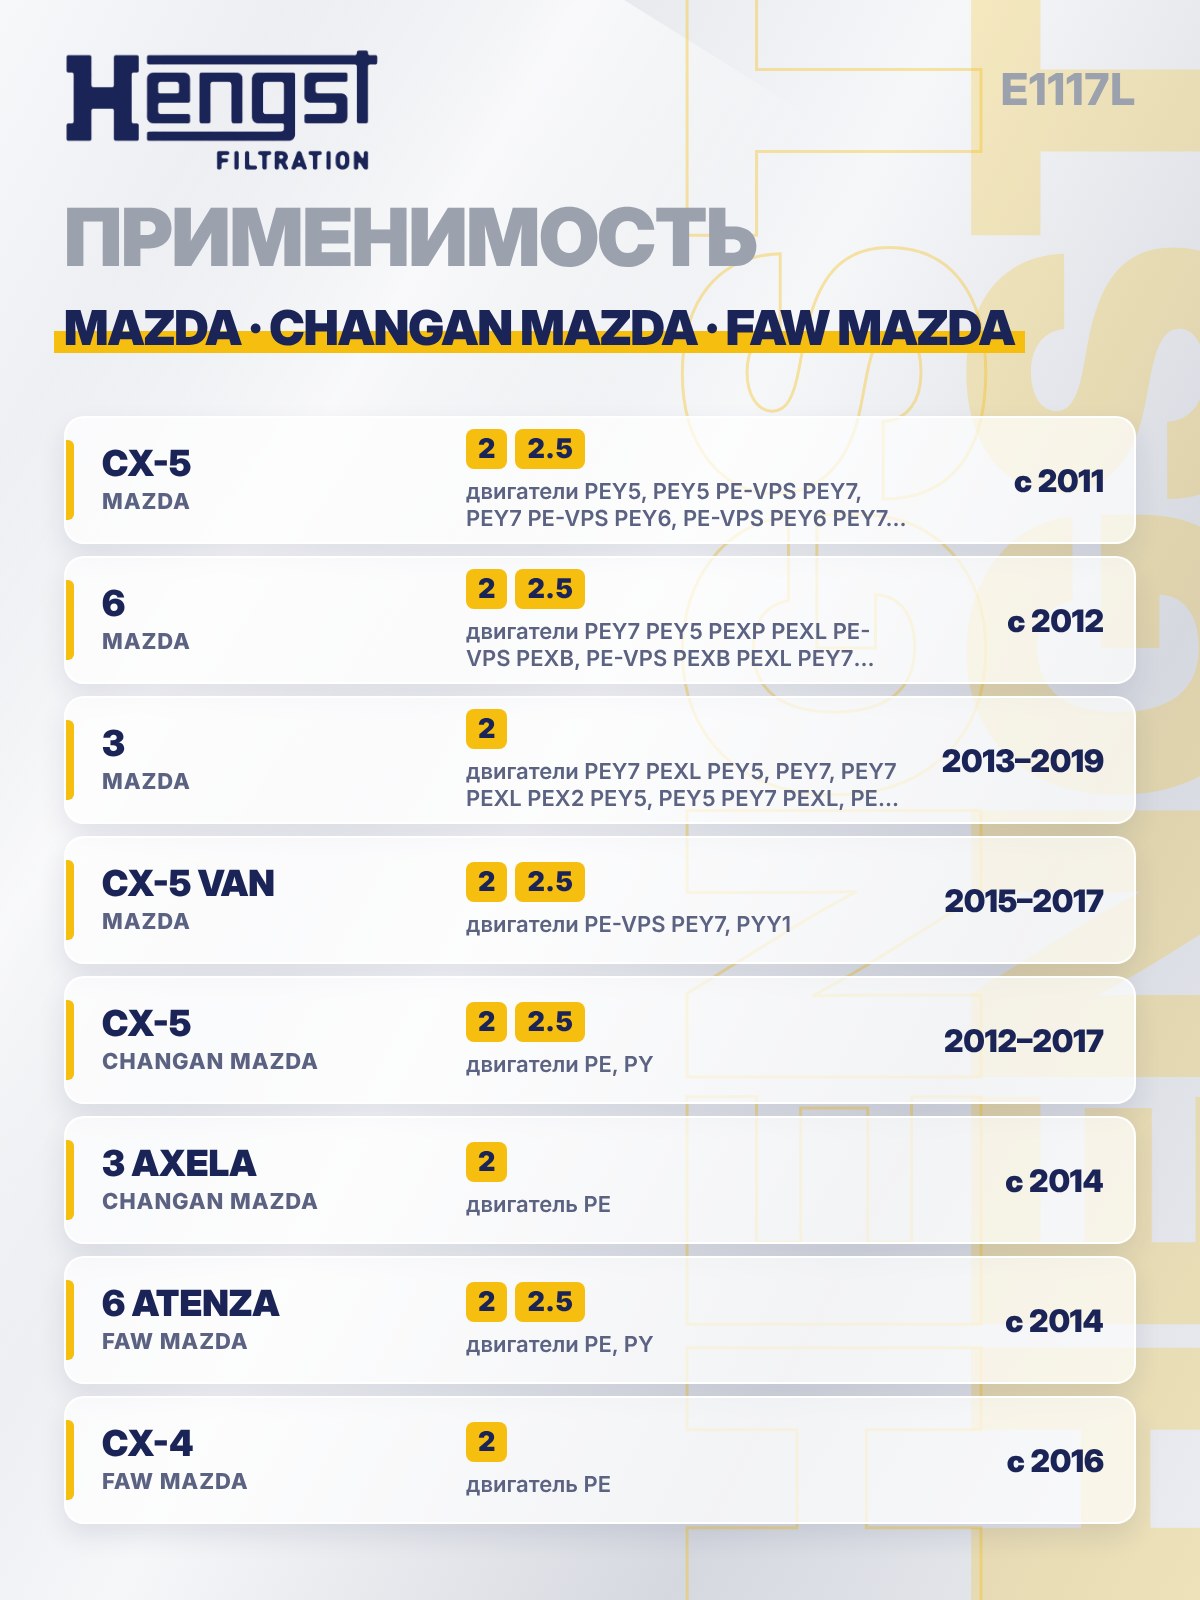 Hengst
FILTRATION
E1117L
ПРИМЕНИМОСТЬ
MAZDA · CHANGAN MAZDA · FAW MAZDA
CX-5
MAZDA
2 2.5
двигатели PEY5, PEY5 PE-VPS PEY7,
PEY7 PE-VPS PEY6, PE-VPS PEY6 PEY7...
с 2011
6
MAZDA
2 2.5
двигатели PEY7 PEY5 PEXP PEXL PE-
VPS PEXB, PE-VPS PEXB PEXL PEY7...
с 2012
3
MAZDA
2
двигатели PEY7 PEXL PEY5, PEY7, PEY7
PEXL PEX2 PEY5, PEY5 PEY7 PEXL, PE...
2013–2019
CX-5 VAN
MAZDA
2 2.5
двигатели PE-VPS PEY7, PYY1
2015–2017
CX-5
CHANGAN MAZDA
2 2.5
двигатели PE, PY
2012–2017
3 AXELA
CHANGAN MAZDA
2
двигатель PE
с 2014
6 ATENZA
FAW MAZDA
2 2.5
двигатели PE, PY
с 2014
CX-4
FAW MAZDA
2
двигатель PE
с 2016
HENGST
HENGST